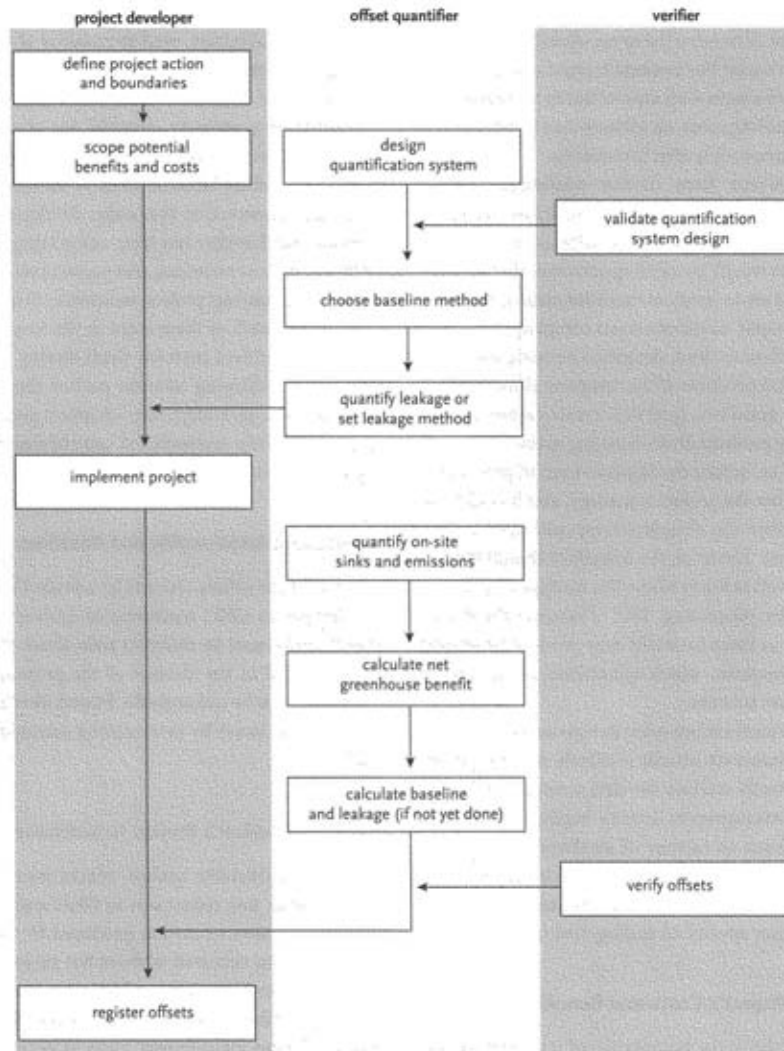 project developer
offset quantifier
verifier
define project action
and boundaries
scope potential
benefits and costs
design
quantification system
validate quantification
system design
choose baseline method
quantify leakage or
set leakage method
implement project
quantify on-site
sinks and emissions
calculate net
greenhouse benefit
calculate baseline
and leakage (if not yet done)
verify offsets
register offsets